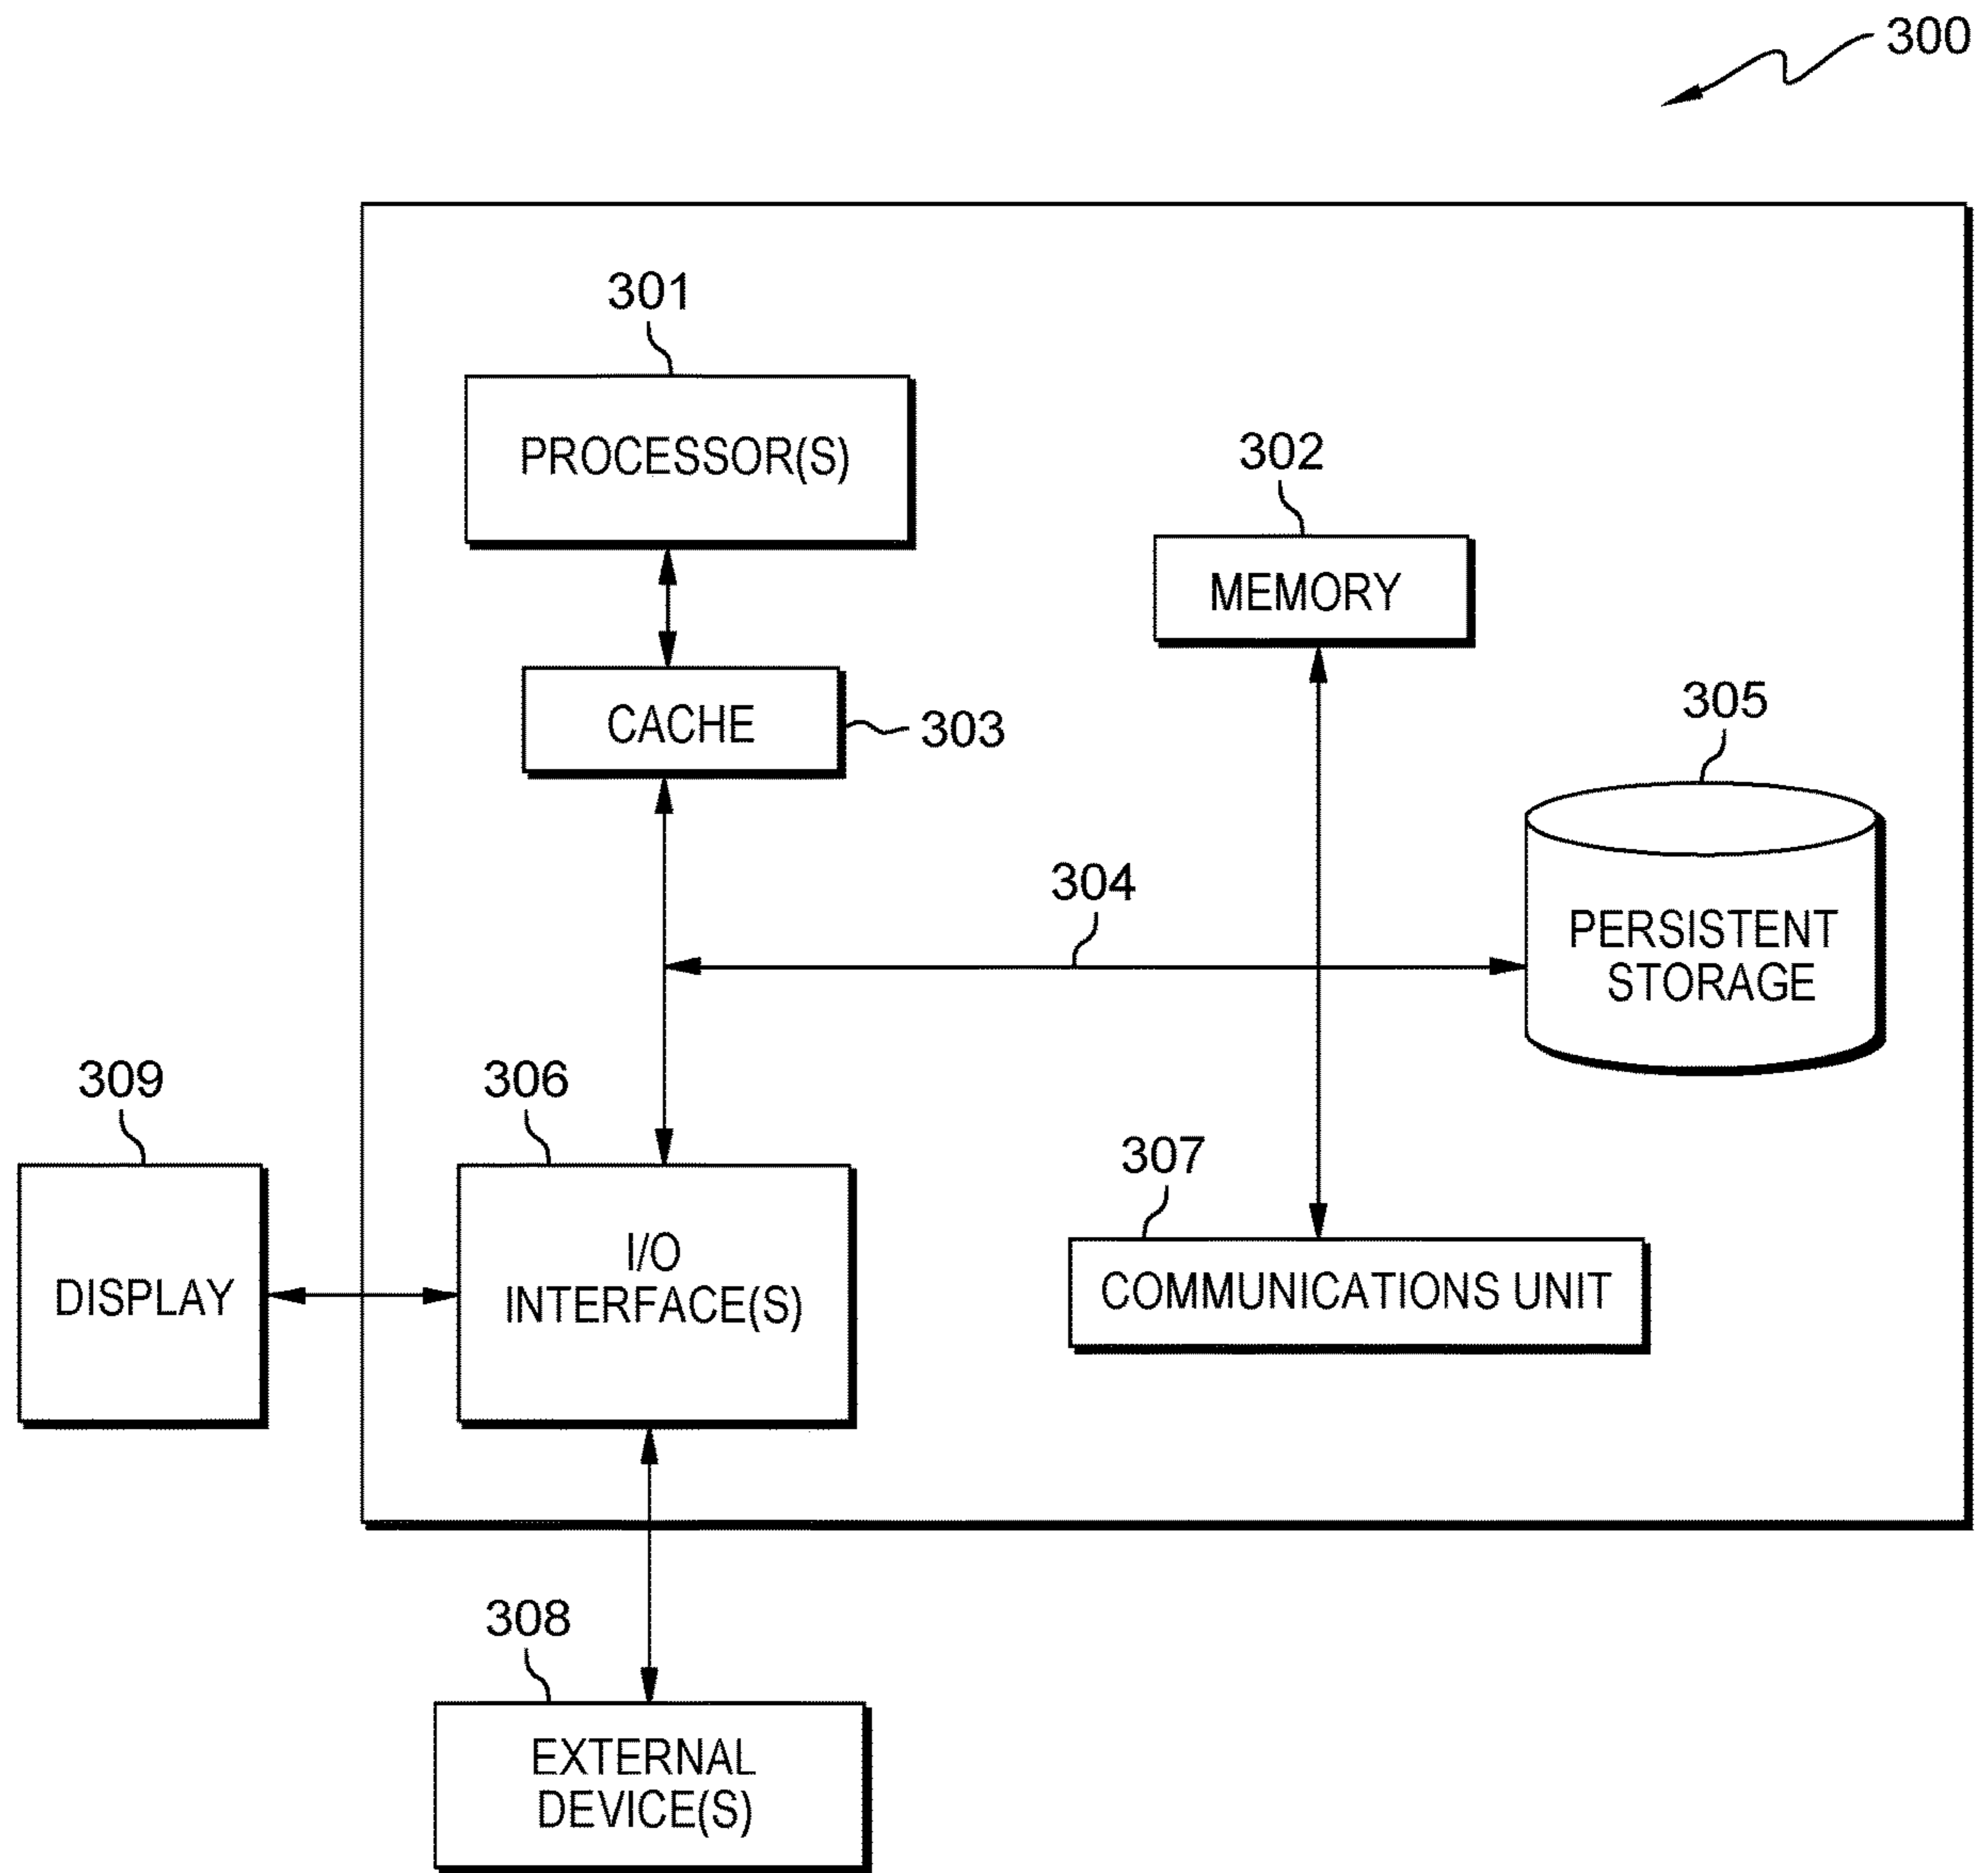 300
301
PROCESSOR(S)
302
MEMORY
CACHE
303
305
304
PERSISTENT
STORAGE
309
306
307
DISPLAY
I/O
INTERFACE(S)
COMMUNICATIONS UNIT
308
EXTERNAL
DEVICE(S)